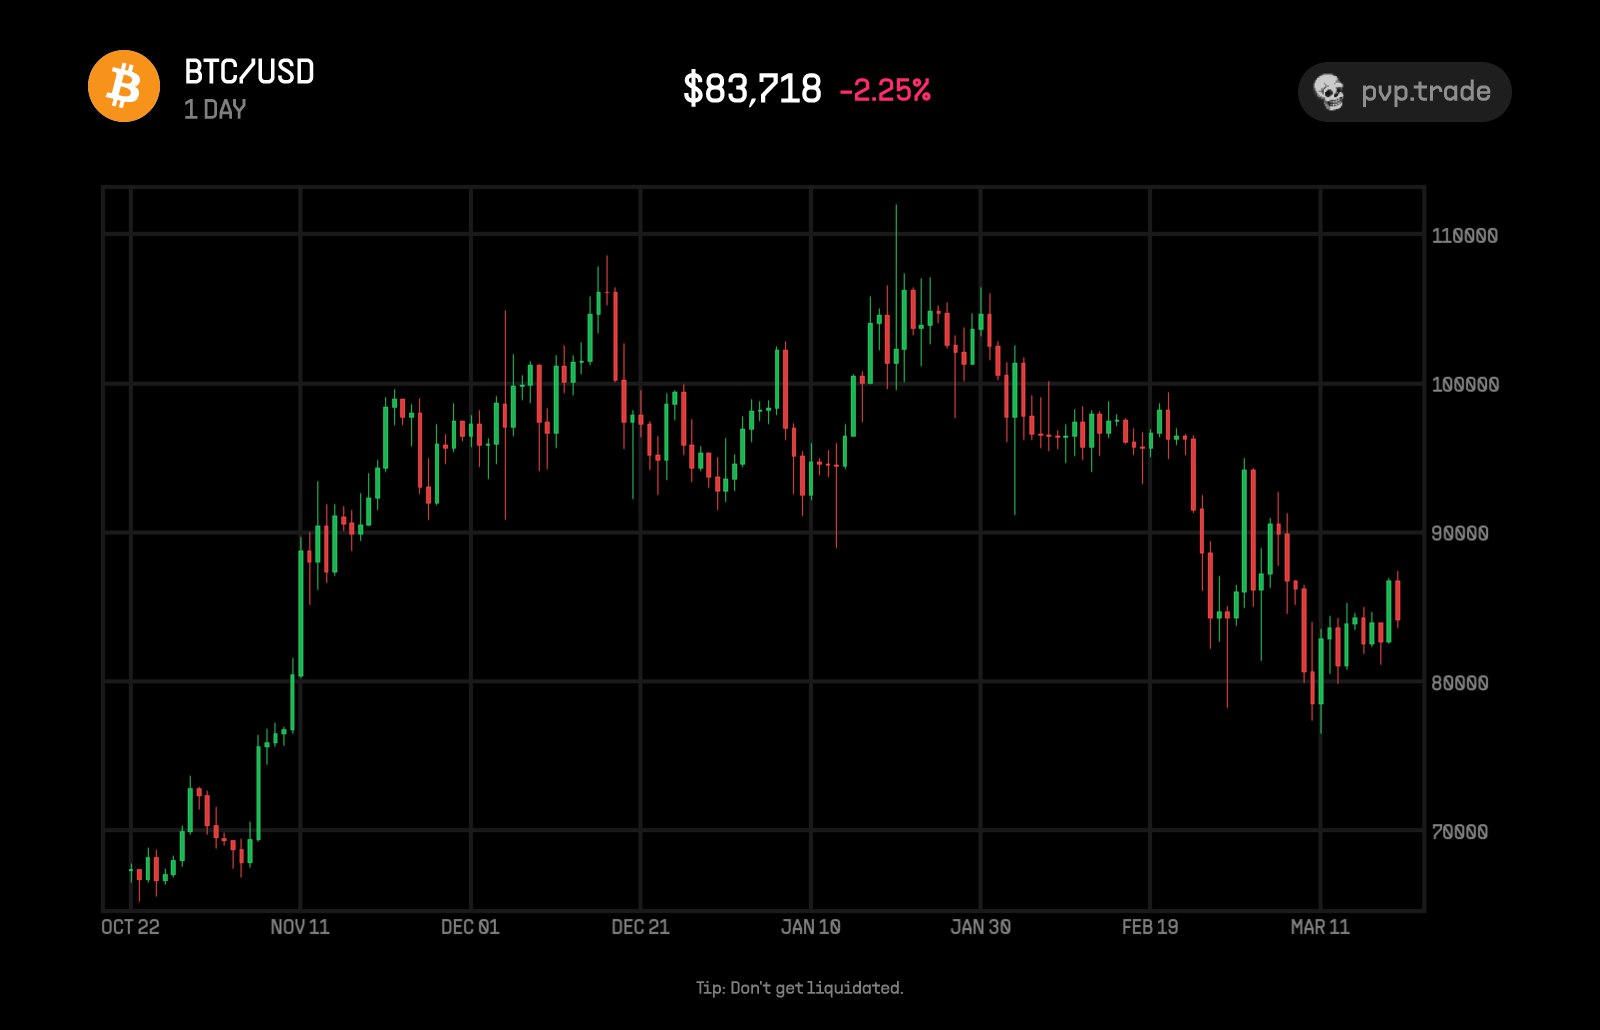 BTC/USD
1 DAY
$83,718 -2.25%
pvp.trade
110000
100000
90000
80000
70000
OCT 22 NOV 11 DEC 01 DEC 21 JAN 10 JAN 30 FEB 19 MAR 11
Tip: Don't get liquidated.